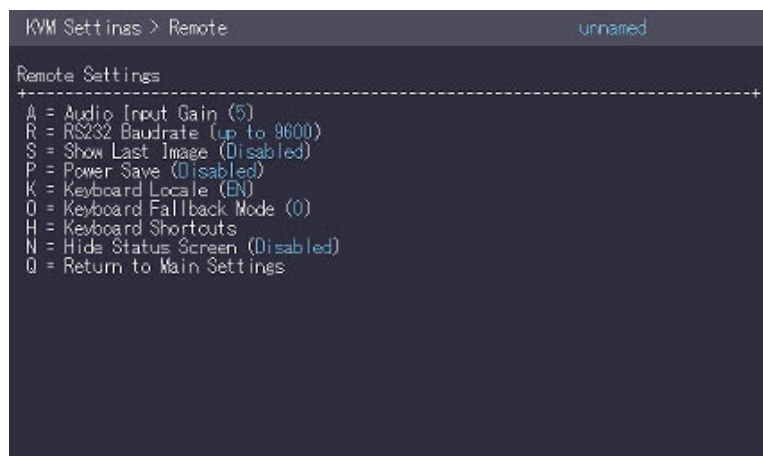 KVM Settings > Remote unnamed
Remote Settings
+------------------------------------------------------------------------------+
A = Audio Input Gain (5)
R = RS232 Baudrate (up to 9600)
S = Show Last Image (Disabled)
P = Power Save (Disabled)
K = Keyboard Locale (EN)
O = Keyboard Fallback Mode (0)
H = Keyboard Shortcuts
N = Hide Status Screen (Disabled)
Q = Return to Main Settings